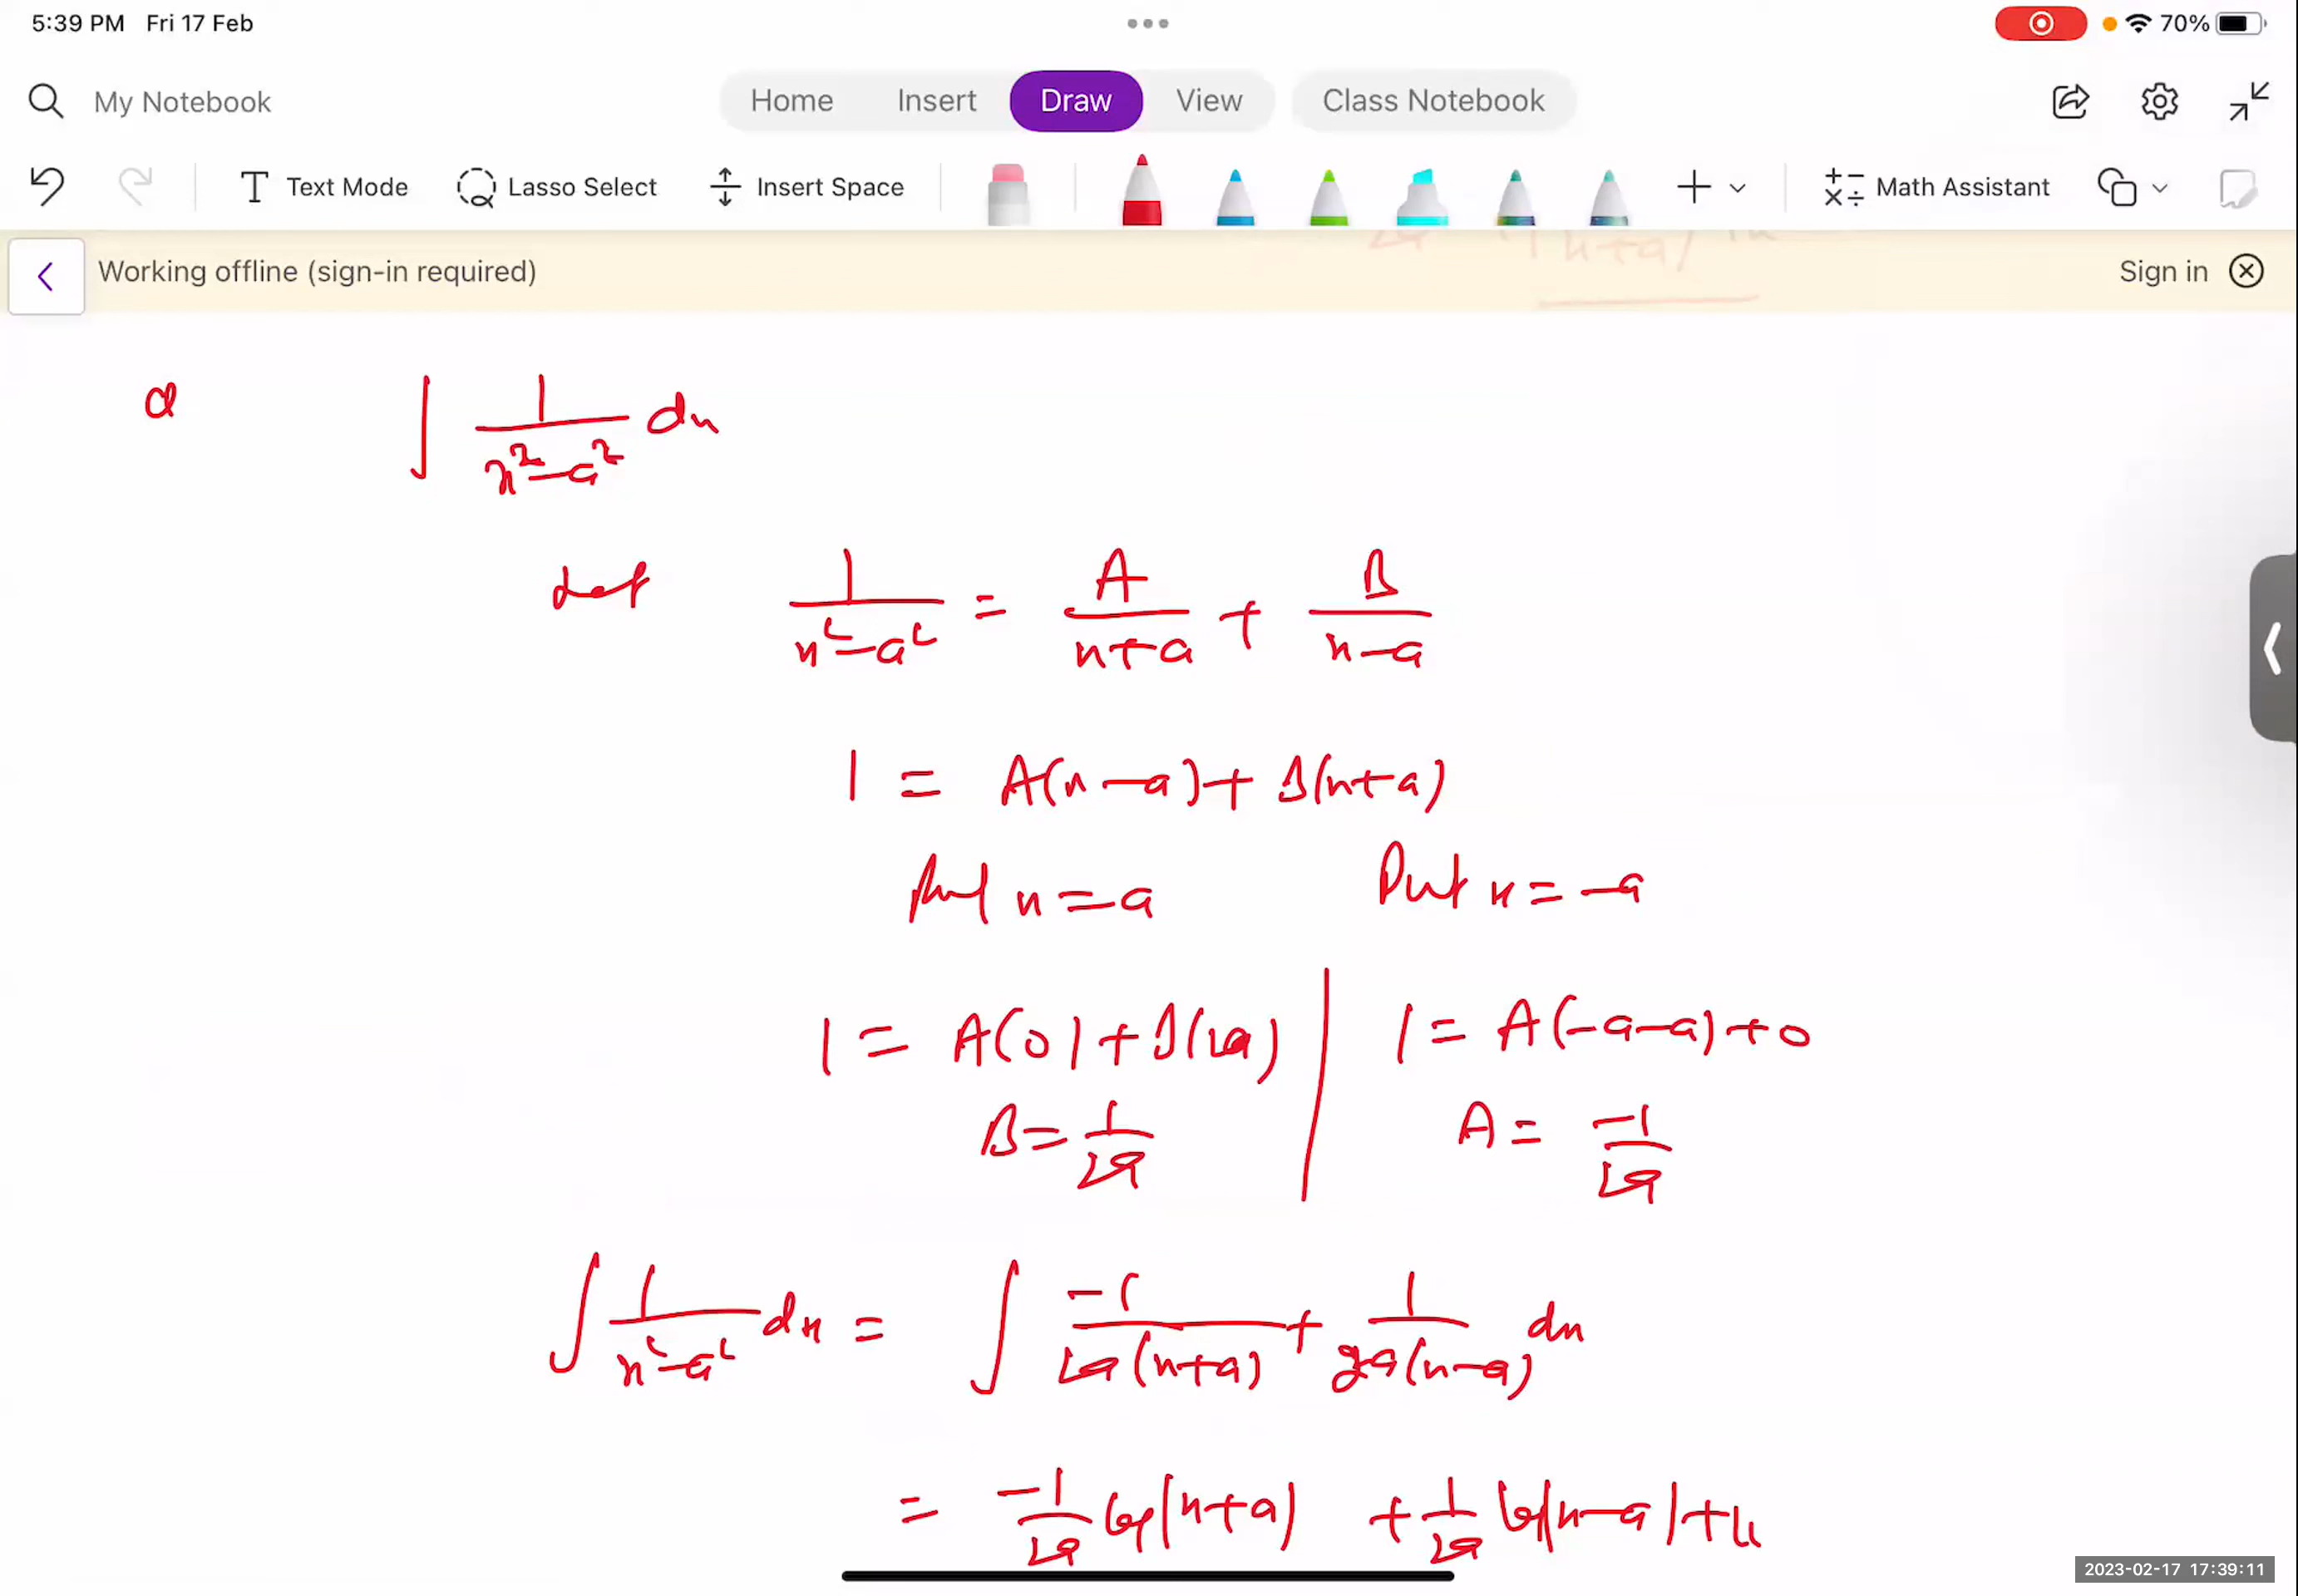 5:39 PM Fri 17 Feb
70%
My Notebook
Home Insert Draw View Class Notebook
Text Mode Lasso Select Insert Space Math Assistant
Working offline (sign-in required) Sign in
Q ∫ 1/(x²-a²) dx
Let 1/(x²-a²) = A/(x+a) + B/(x-a)
1 = A(x-a) + B(x+a)
Put x=a Put x=-a
1 = A(0) + B(2a) | 1 = A(-a-a)+0
B = 1/2a A = -1/2a
∫ 1/(x²-a²) dx = ∫ -1/2a(x+a) + 1/2a(x-a) dx
= -1/2a log|x+a| + 1/2a log|x-a| + k
2023-02-17 17:39:11